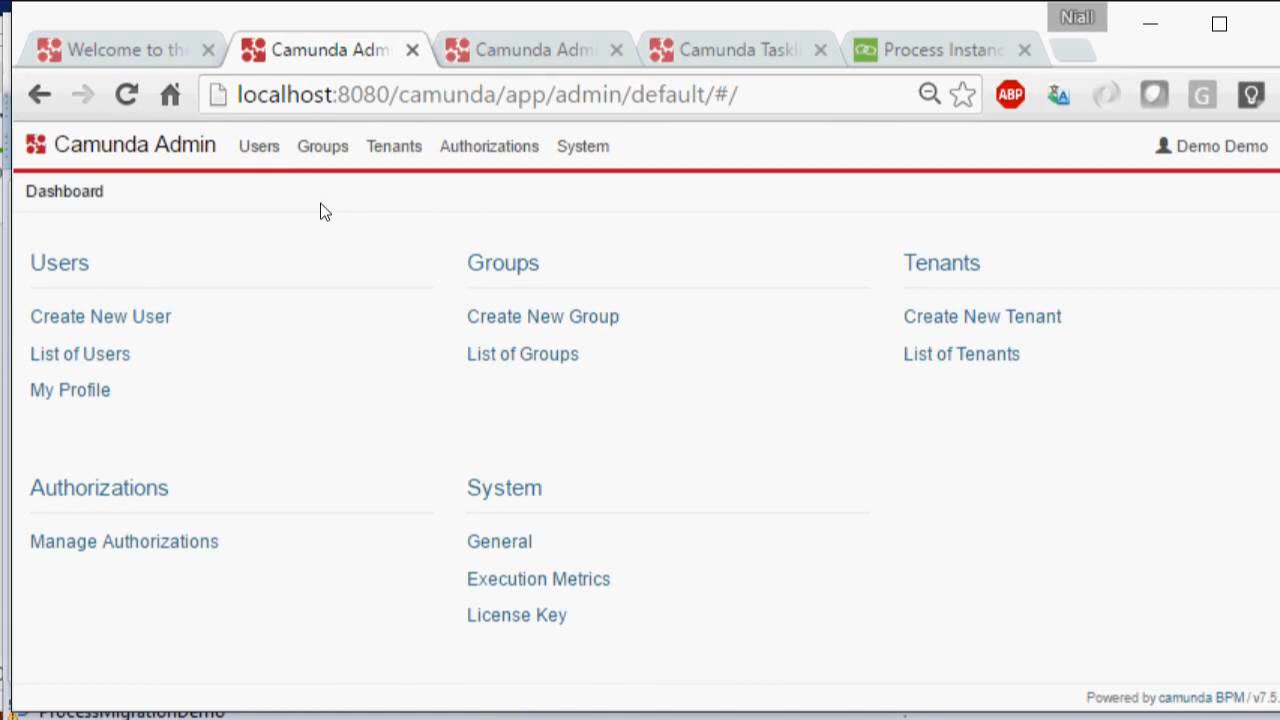 Niall
Welcome to th
Camunda Adm
Camunda Adm
Camunda Taskl
Process Instanc
localhost:8080/camunda/app/admin/default/#/
ABP
G
Camunda Admin Users Groups Tenants Authorizations System Demo Demo
Dashboard
Users Groups Tenants
Create New User Create New Group Create New Tenant
List of Users List of Groups List of Tenants
My Profile
Authorizations System
Manage Authorizations General
Execution Metrics
License Key
Powered by camunda BPM / v7.5.
ProcessMigrationDemo